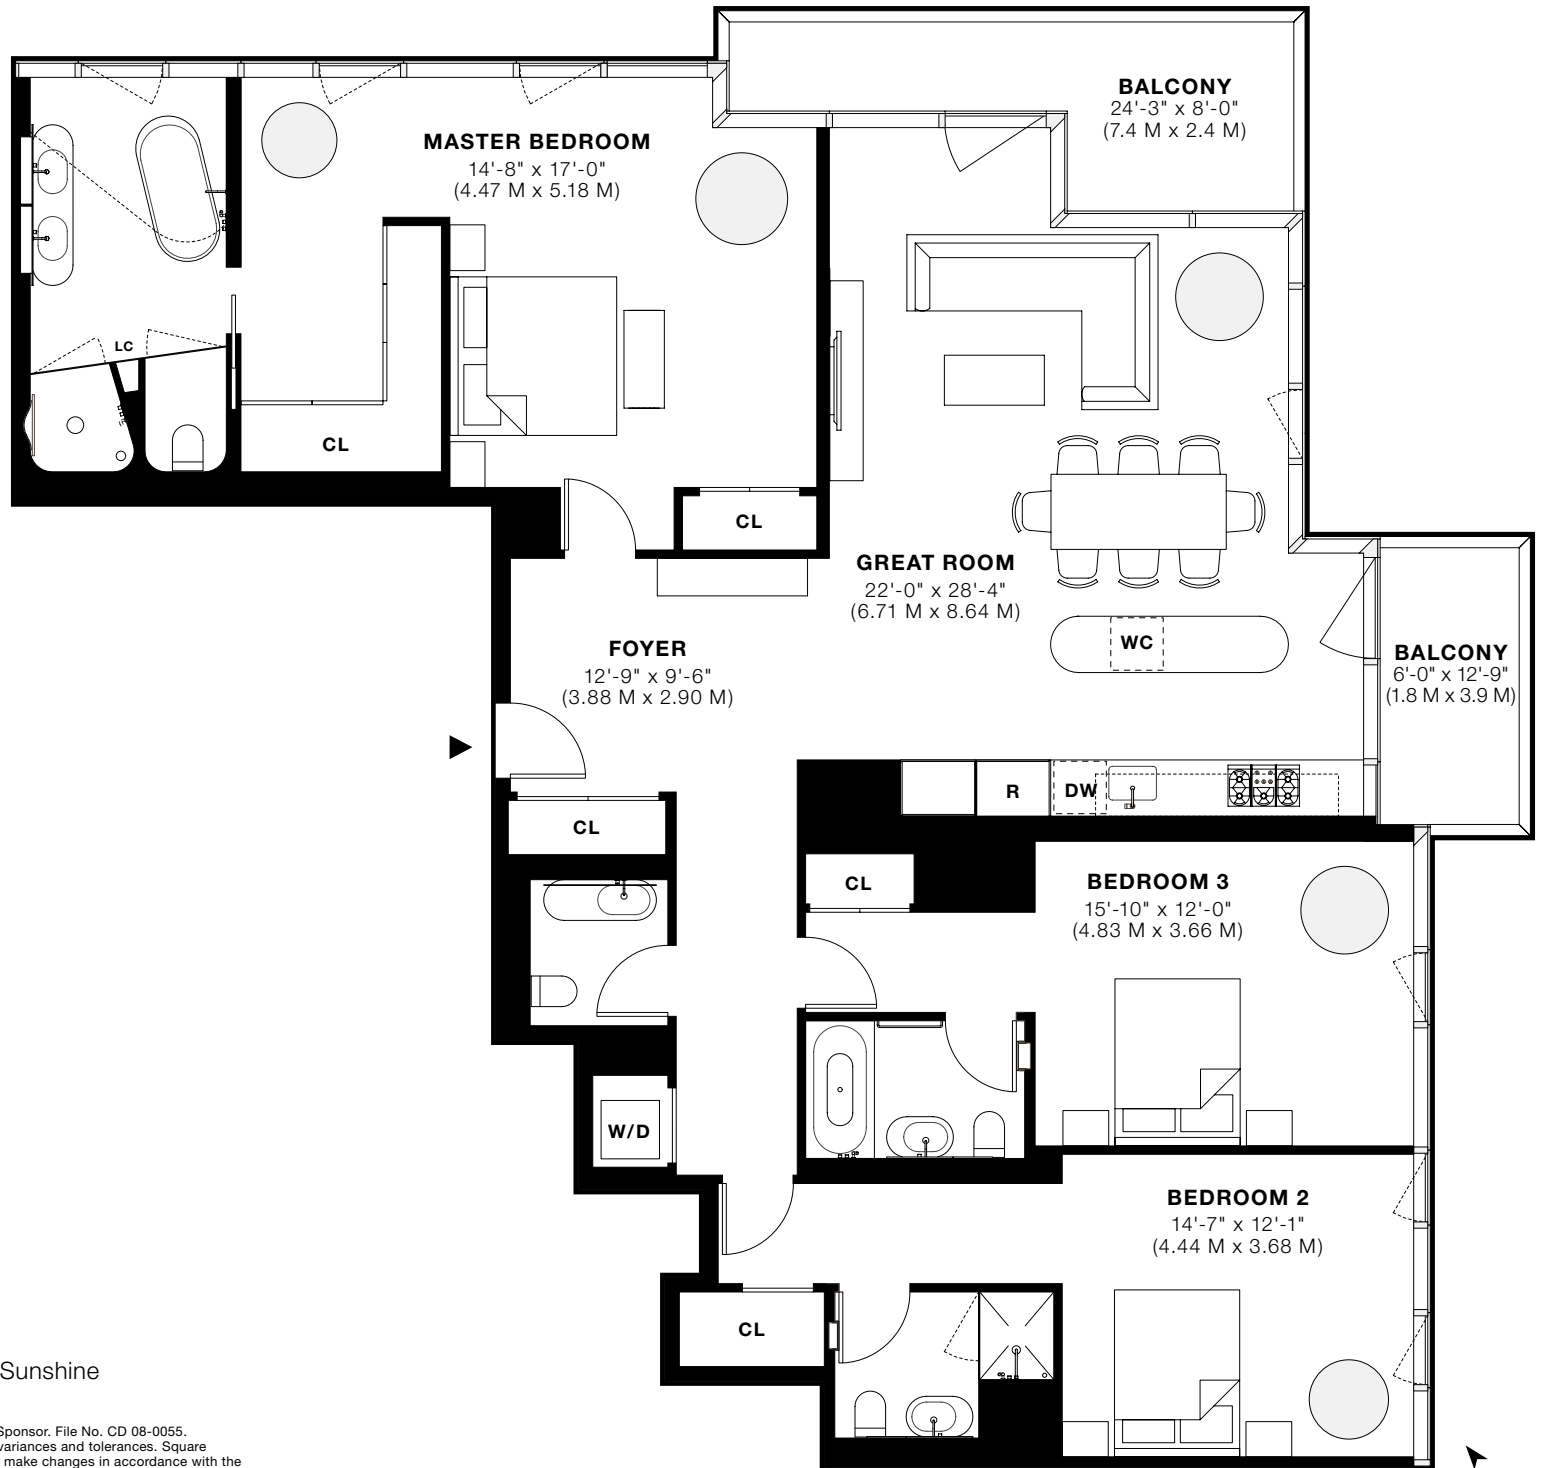 BALCONY
24'-3" x 8'-0"
(7.4 M x 2.4 M)
MASTER BEDROOM
14'-8" x 17'-0"
(4.47 M x 5.18 M)
LC
CL
CL
GREAT ROOM
22'-0" x 28'-4"
(6.71 M x 8.64 M)
FOYER
12'-9" x 9'-6"
(3.88 M x 2.90 M)
WC
BALCONY
6'-0" x 12'-9"
(1.8 M x 3.9 M)
R
DW
CL
CL
BEDROOM 3
15'-10" x 12'-0"
(4.83 M x 3.66 M)
W/D
BEDROOM 2
14'-7" x 12'-1"
(4.44 M x 3.68 M)
CL
Sunshine
Sponsor. File No. CD 08-0055.
variances and tolerances. Square
make changes in accordance with the